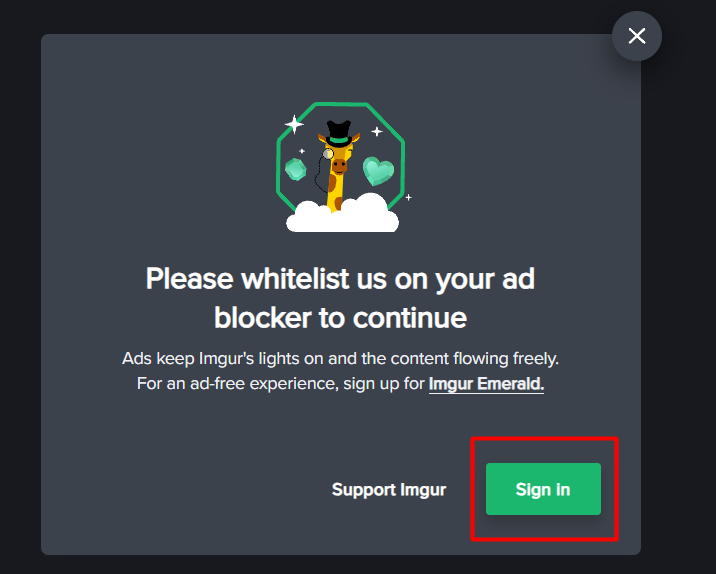 Please whitelist us on your ad
blocker to continue
Ads keep Imgur's lights on and the content flowing freely.
For an ad-free experience, sign up for Imgur Emerald.
Support Imgur
Sign in